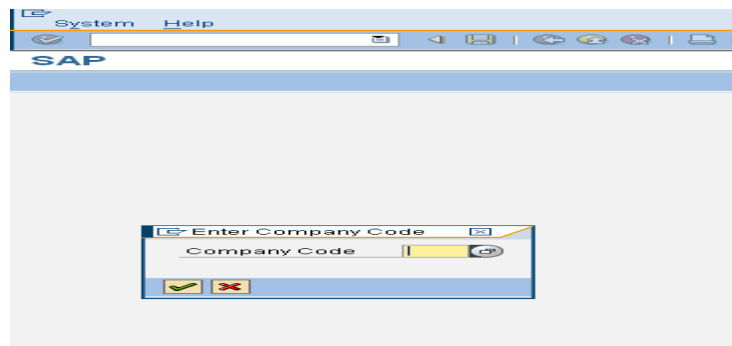 System Help
SAP
Enter Company Code
Company Code